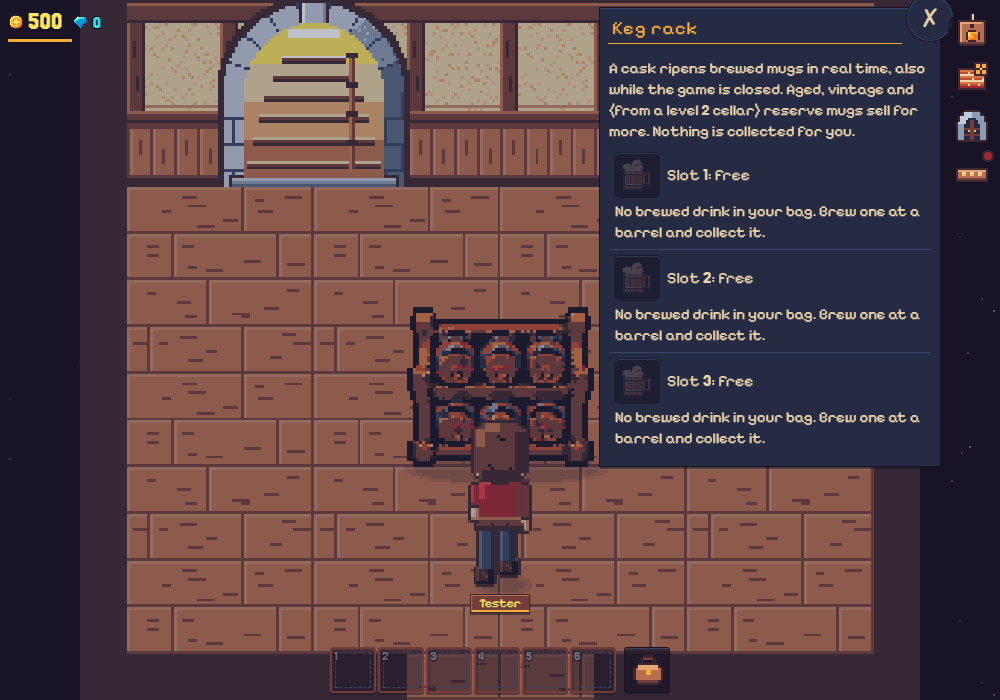 500 0
Keg rack
X
A cask ripens brewed mugs in real time, also
while the game is closed. Aged, vintage and
(from a level 2 cellar) reserve mugs sell for
more. Nothing is collected for you.
Slot 1: Free
No brewed drink in your bag. Brew one at a
barrel and collect it.
Slot 2: Free
No brewed drink in your bag. Brew one at a
barrel and collect it.
Slot 3: Free
No brewed drink in your bag. Brew one at a
barrel and collect it.
Tester
1 2 3 4 5 6